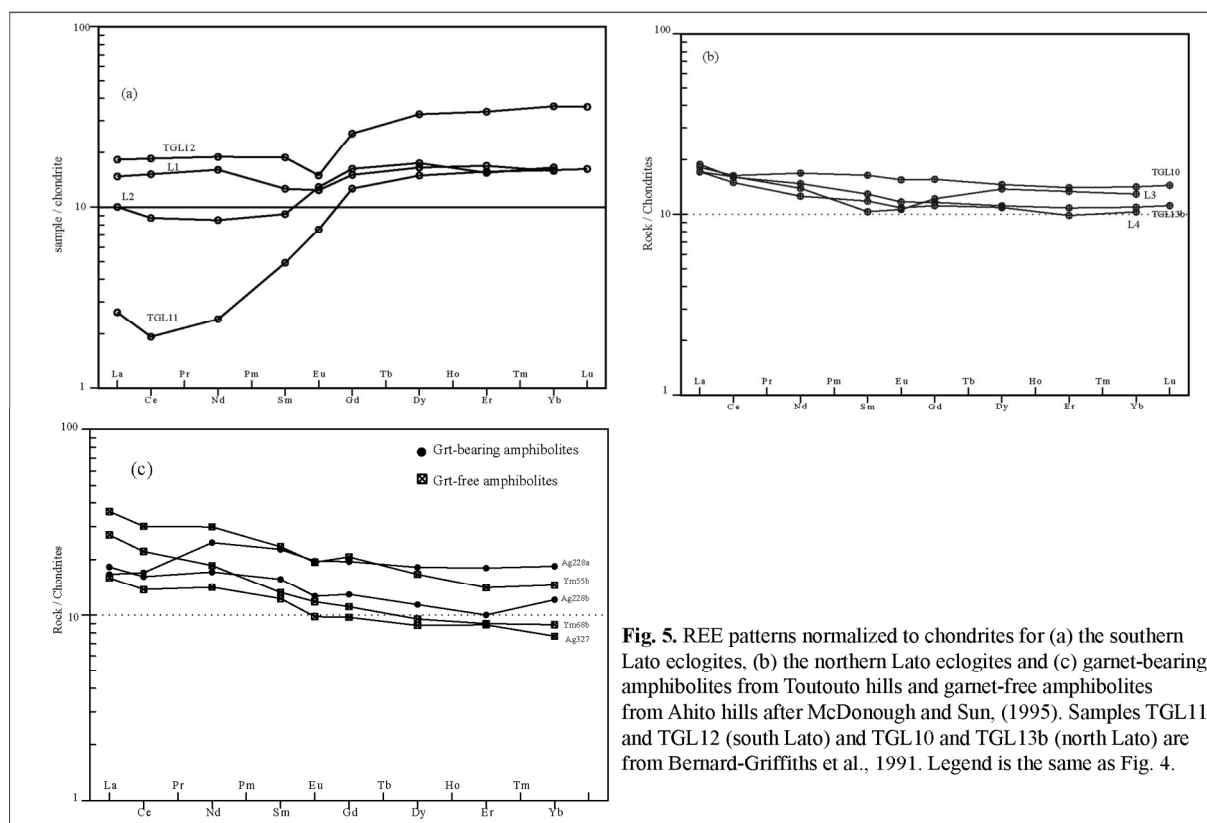 100
(a)
TGL12
L1
L2
10
TGL11
sample / chondrite
1
La Pr Pm Eu Tb Ho Tm Lu
Ce Nd Sm Gd Dy Er Yb
100
(b)
TGL10
L3
10
TGL13b
L4
Rock / Chondrites
1
La Pr Pm Eu Tb Ho Tm Lu
Ce Nd Sm Gd Dy Er Yb
100
(c)
Grt-bearing amphibolites
Grt-free amphibolites
Ag228a
Ym55b
Ag228b
10
Ym68b
Ag327
Rock / Chondrites
1
La Pr Pm Eu Tb Ho Tm
Ce Nd Sm Gd Dy Er Yb
Fig. 5. REE patterns normalized to chondrites for (a) the southern
Lato eclogites, (b) the northern Lato eclogites and (c) garnet-bearing
amphibolites from Toutouto hills and garnet-free amphibolites
from Ahito hills after McDonough and Sun, (1995). Samples TGL11
and TGL12 (south Lato) and TGL10 and TGL13b (north Lato) are
from Bernard-Griffiths et al., 1991. Legend is the same as Fig. 4.